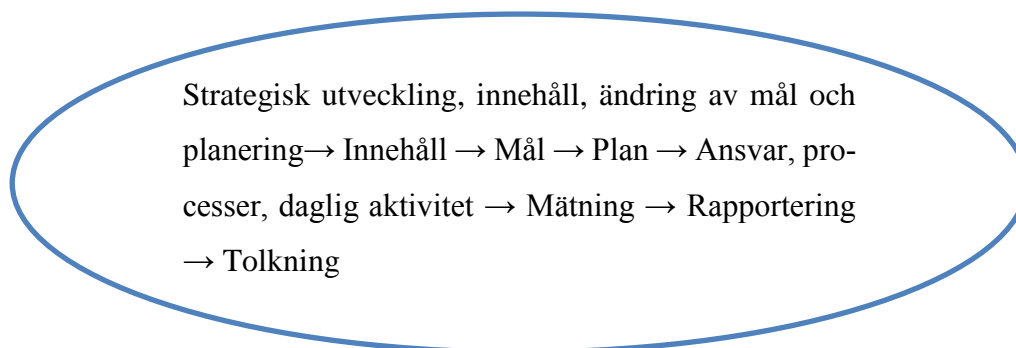 Strategisk utveckling, innehåll, ändring av mål och
planering→ Innehåll → Mål → Plan → Ansvar, pro-
cesser, daglig aktivitet → Mätning → Rapportering
→ Tolkning